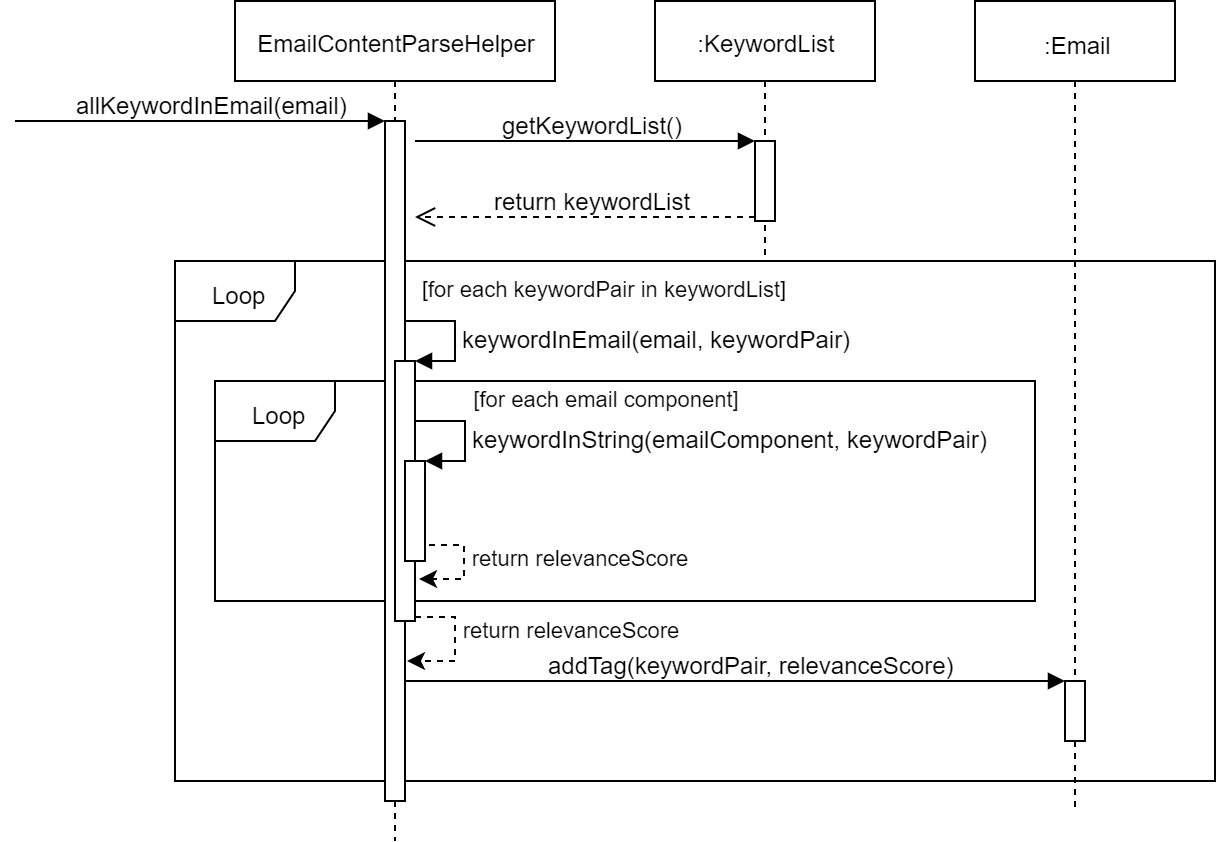 EmailContentParseHelper
:KeywordList
:Email
allKeywordInEmail(email)
getKeywordList()
return keywordList
Loop
[for each keywordPair in keywordList]
keywordInEmail(email, keywordPair)
Loop
[for each email component]
keywordInString(emailComponent, keywordPair)
return relevanceScore
return relevanceScore
addTag(keywordPair, relevanceScore)